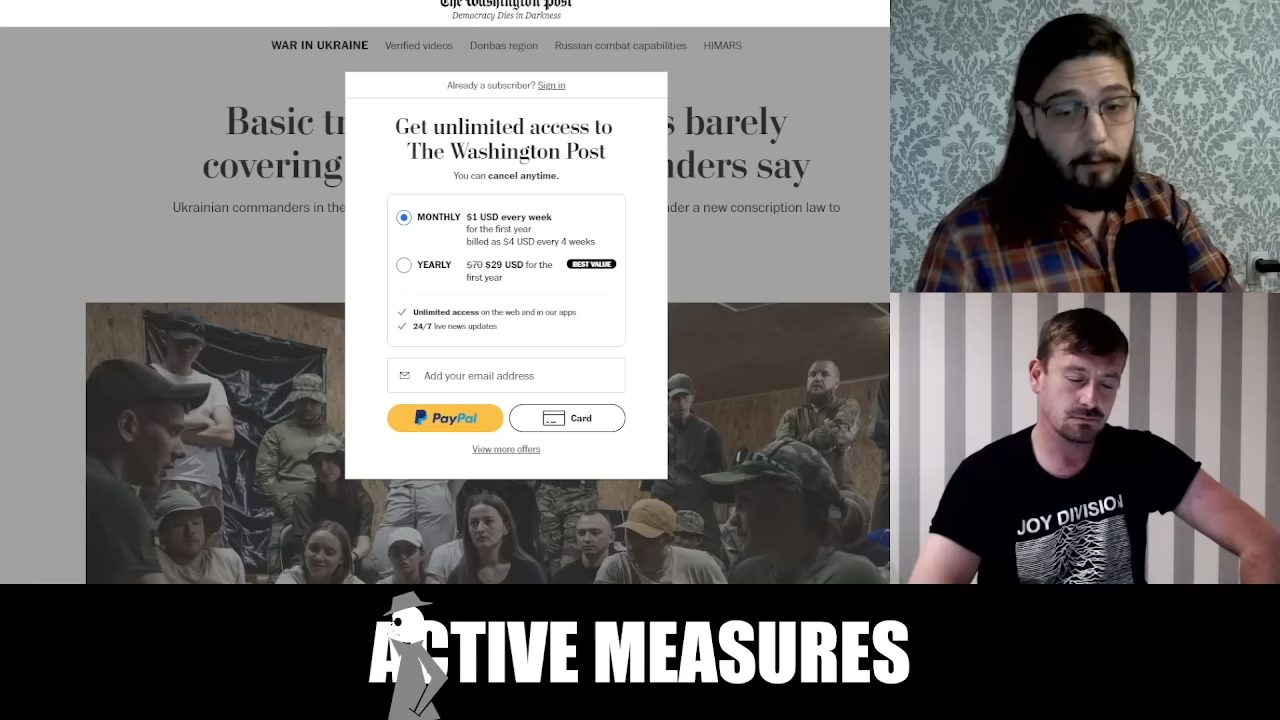 The Washington Post
Democracy Dies in Darkness
WAR IN UKRAINE Verified videos Donbas region Russian combat capabilities HIMARS
Already a subscriber? Sign in
Basic s barely
covering nders say
Ukrainian commanders in the der a new conscription law to
Get unlimited access to
The Washington Post
You can cancel anytime.
MONTHLY $1 USD every week
for the first year
billed as $4 USD every 4 weeks
YEARLY $70 $29 USD for the BEST VALUE
first year
Unlimited access on the web and in our apps
24/7 live news updates
Add your email address
PayPal Card
View more offers
JOY DIVISION
ACTIVE MEASURES